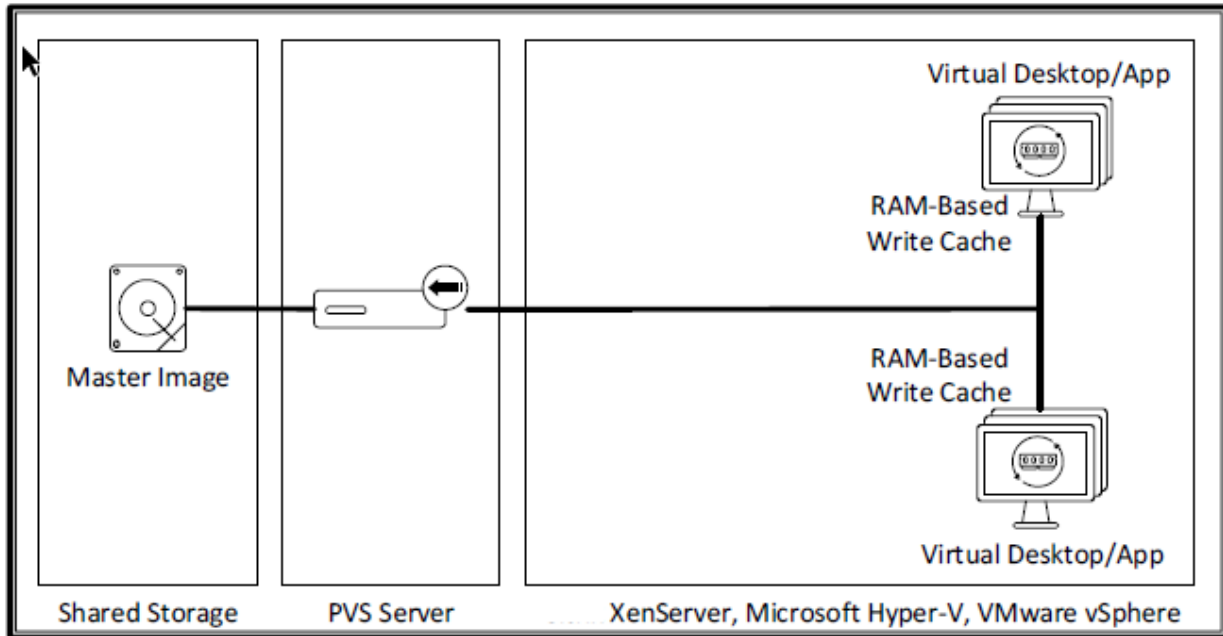 Virtual Desktop/App
RAM-Based
Write Cache
Master Image
RAM-Based
Write Cache
Virtual Desktop/App
Shared Storage
PVS Server
XenServer, Microsoft Hyper-V, VMware vSphere